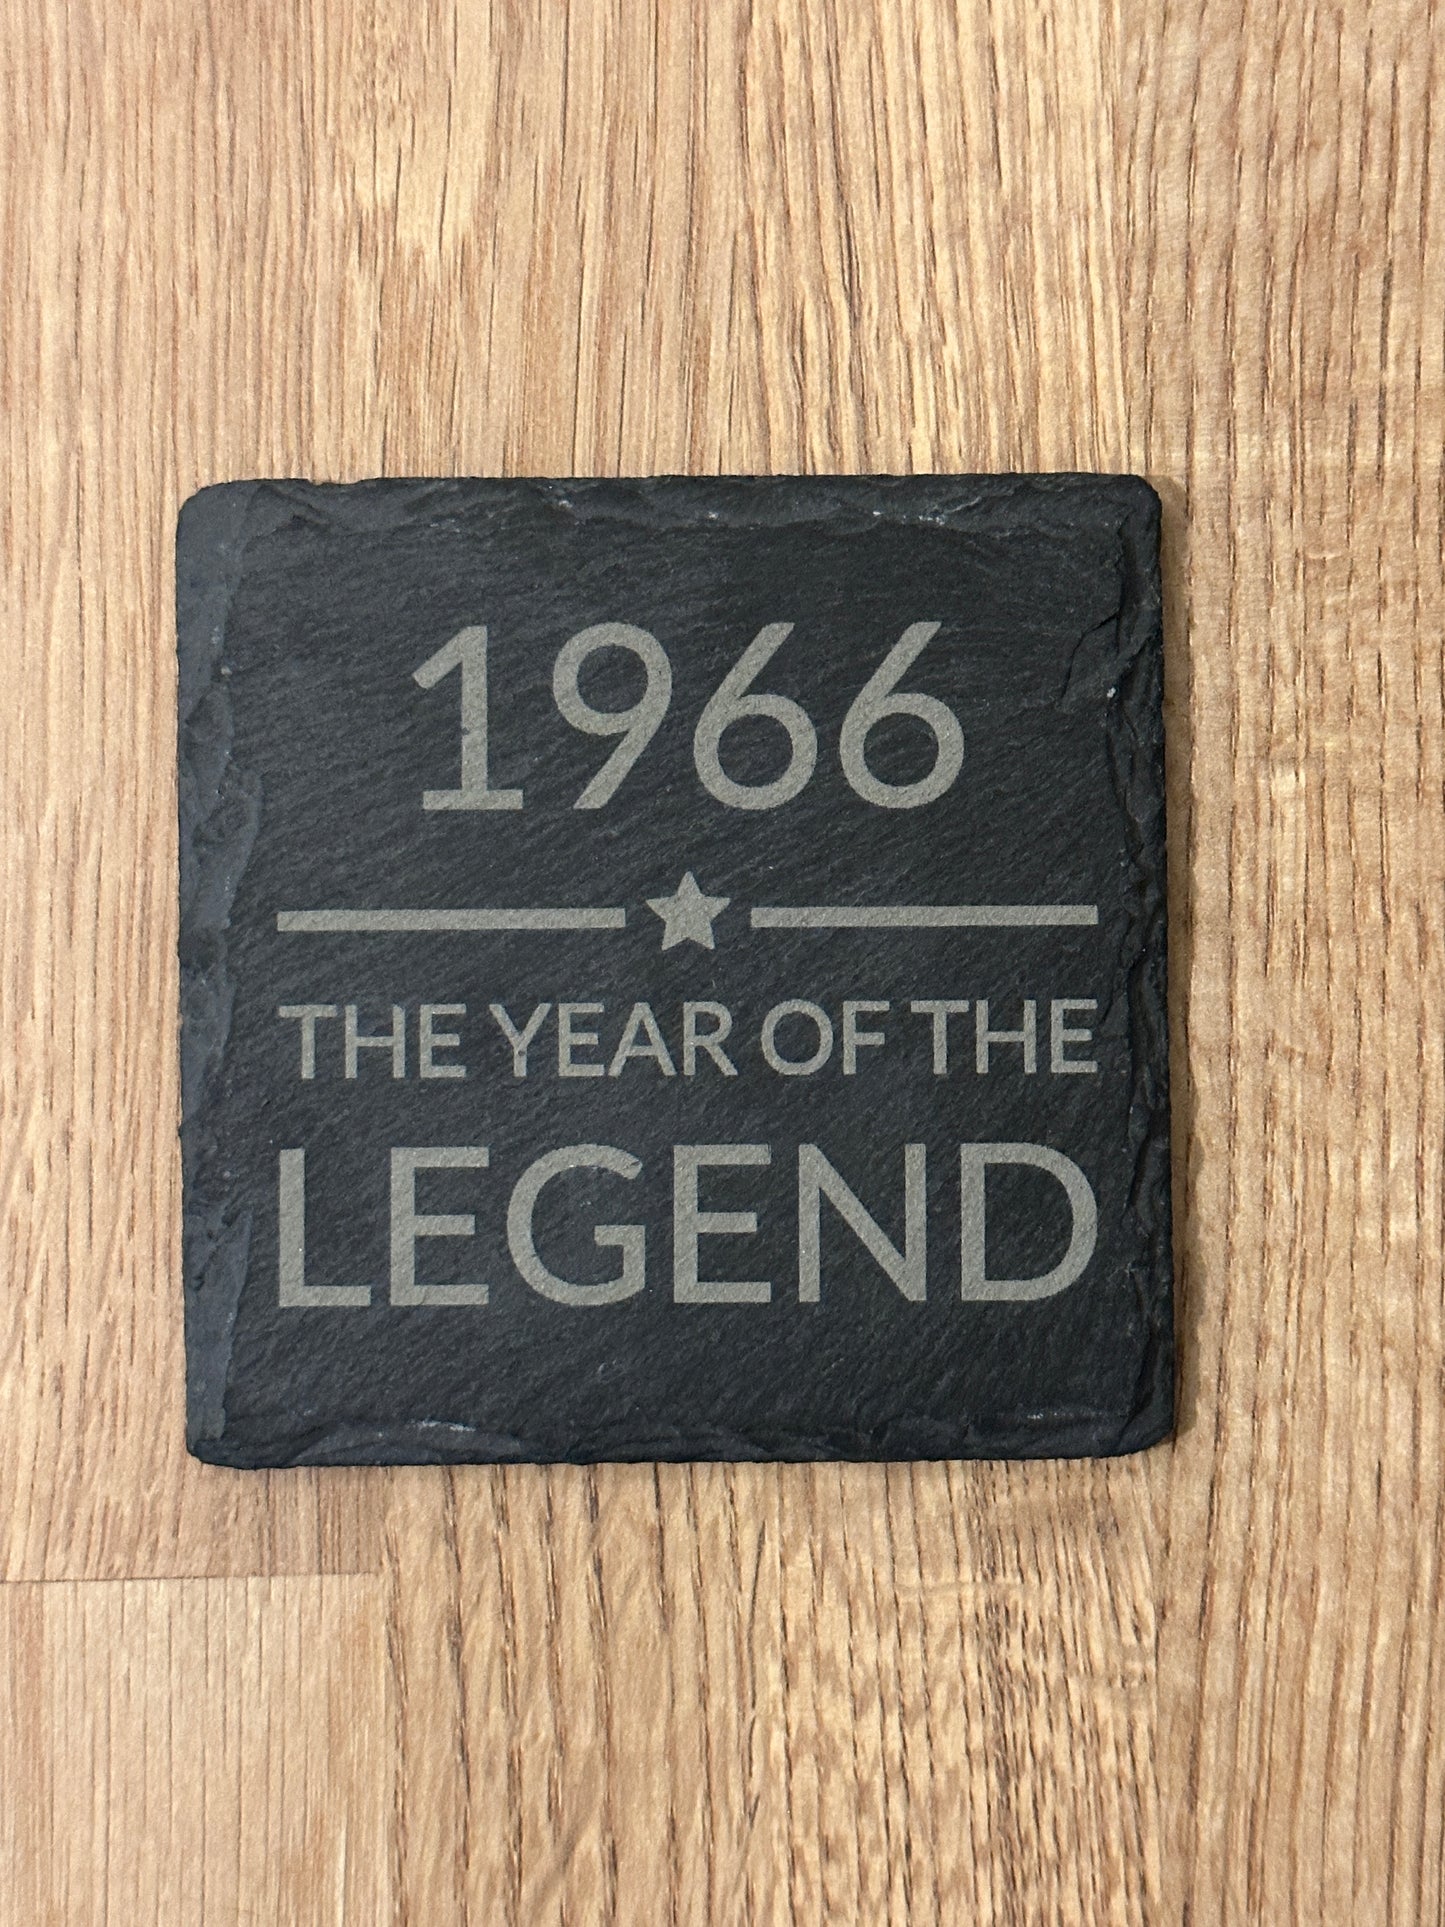 1966
THE YEAR OF THE
LEGEND